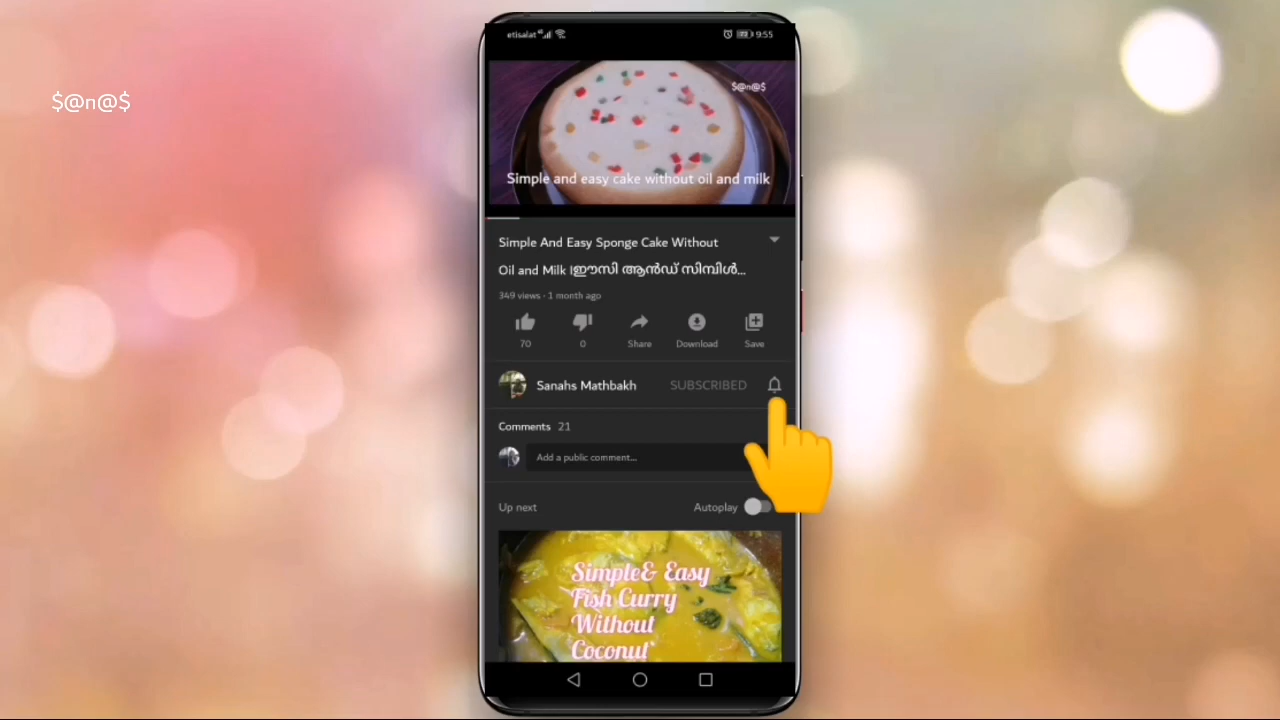 $@n@$
etisalat 4G
9:55
$@n@$
Simple and easy cake without oil and milk
Simple And Easy Sponge Cake Without
Oil and Milk |ഈസി ആൻഡ് സിമ്പിൾ...
349 views · 1 month ago
70
0
Share
Download
Save
Sanahs Mathbakh
SUBSCRIBED
Comments 21
Add a public comment...
Up next
Autoplay
Simple& Easy
Fish Curry
Without
Coconut